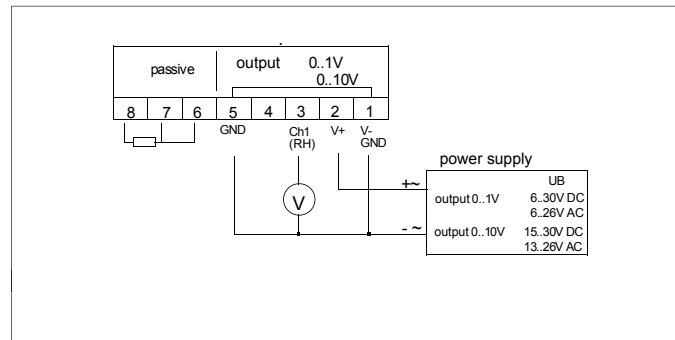 passive output 0..1V
0..10V
8 7 6 5 4 3 2 1
GND Ch1 V+ V-
(RH) GND
V
power supply
UB
+~
output 0..1V 6..30V DC
6..26V AC
- ~ output 0..10V 15..30V DC
13..26V AC